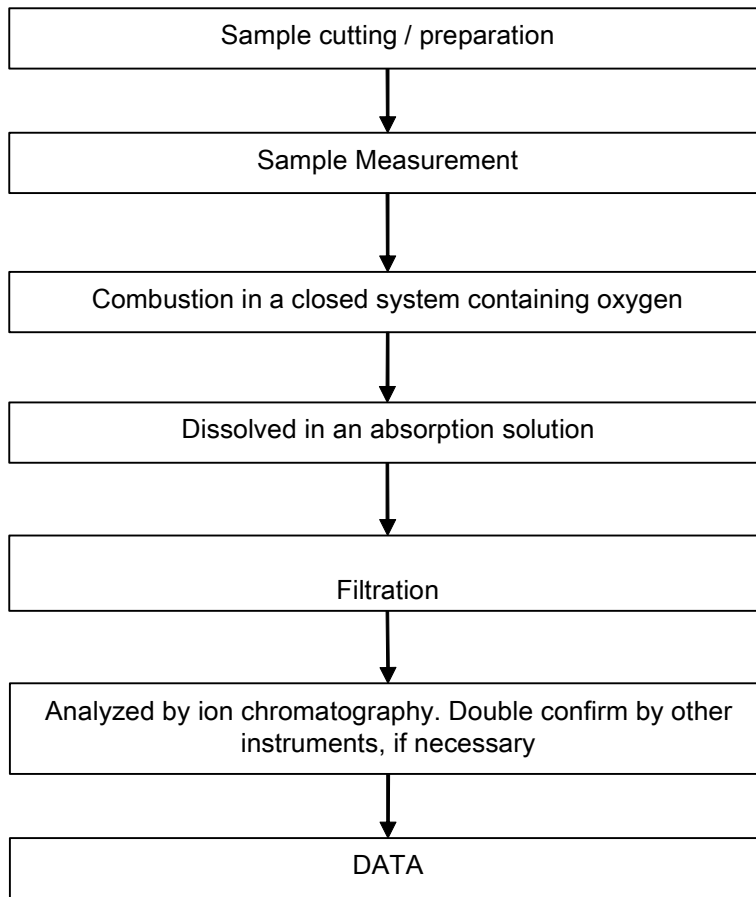 Sample cutting / preparation
Sample Measurement
Combustion in a closed system containing oxygen
Dissolved in an absorption solution
Filtration
Analyzed by ion chromatography. Double confirm by other
instruments, if necessary
DATA